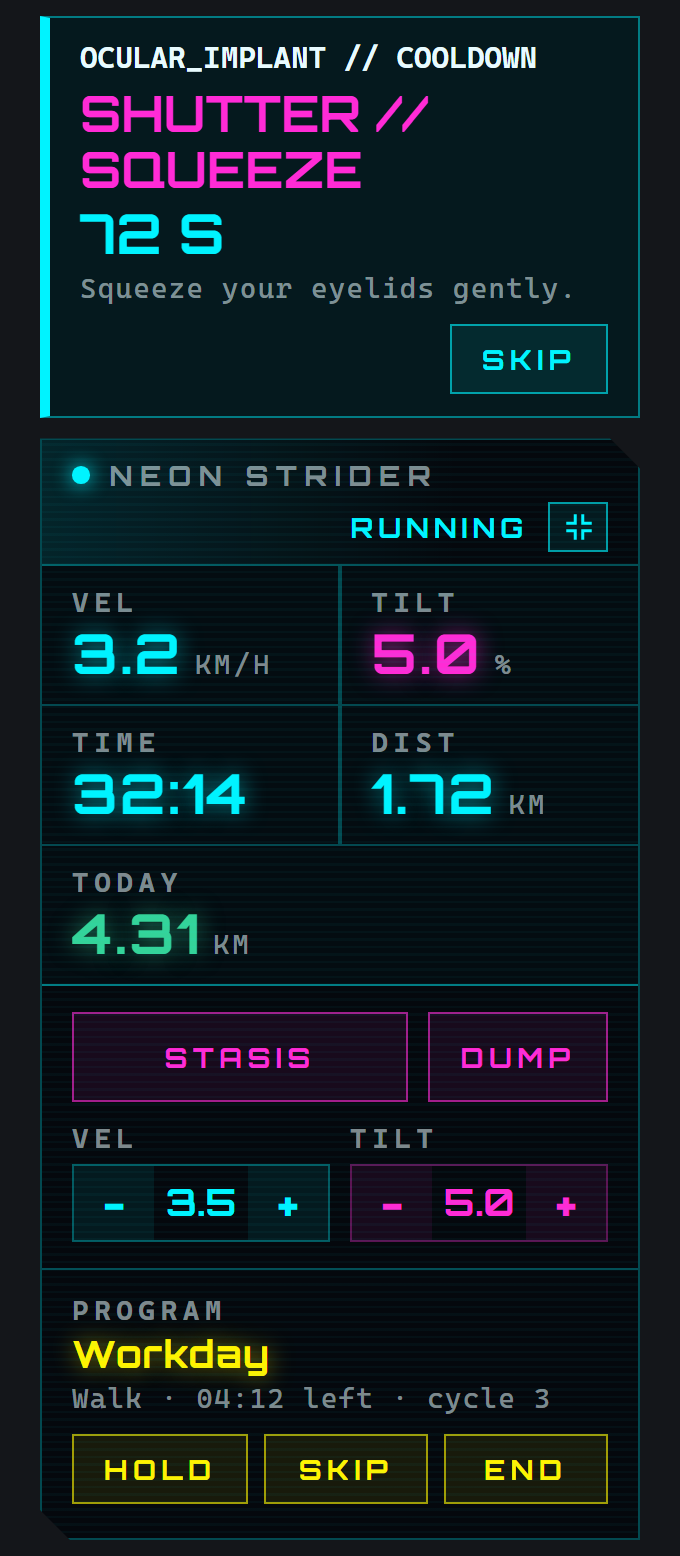 OCULAR_IMPLANT // COOLDOWN
SHUTTER //
SQUEEZE
72 S
Squeeze your eyelids gently.
SKIP
NEON STRIDER
RUNNING
VEL
3.2 KM/H
TILT
5.0 %
TIME
32:14
DIST
1.72 KM
TODAY
4.31 KM
STASIS
DUMP
VEL
- 3.5 +
TILT
- 5.0 +
PROGRAM
Workday
Walk · 04:12 left · cycle 3
HOLD
SKIP
END